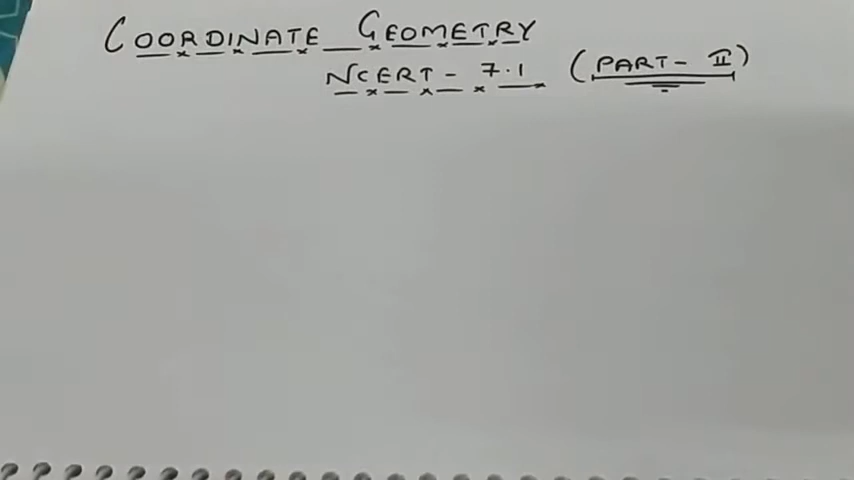 COORDINATE GEOMETRY
NCERT - 7.1 (PART - II)